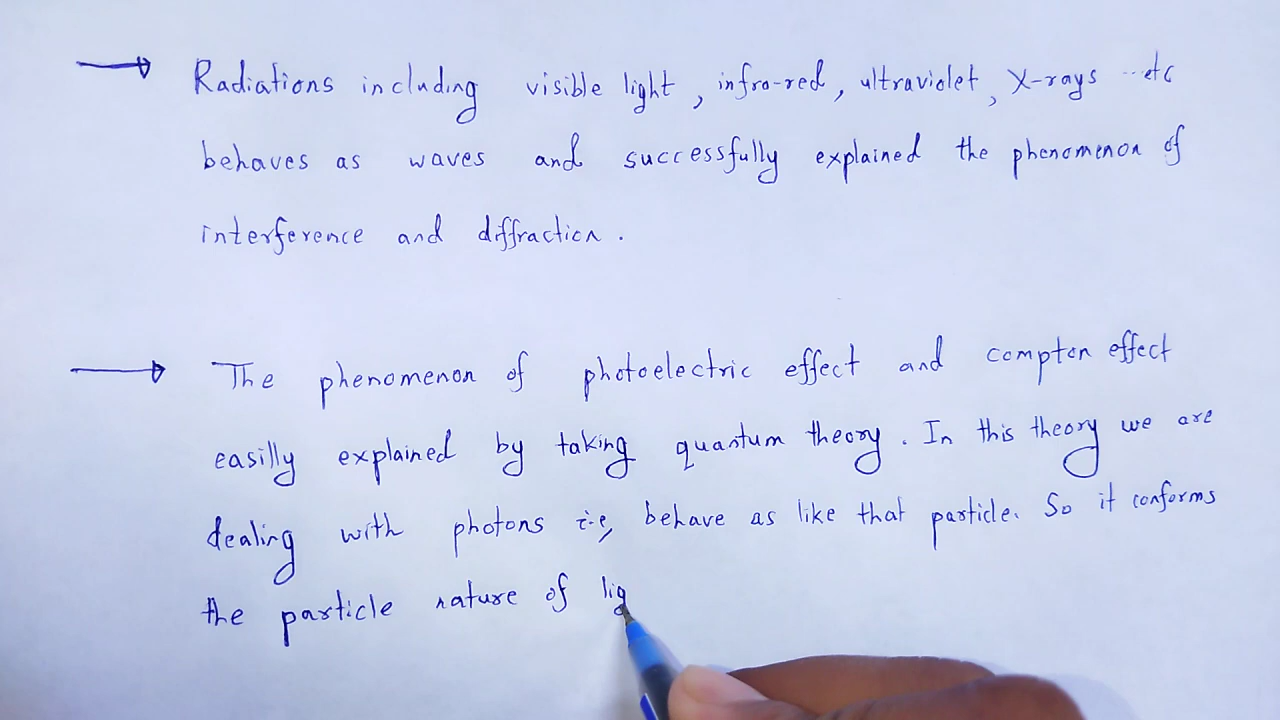 Radiations including visible light, infra-red, ultraviolet, X-rays ...etc
behaves as waves and successfully explained the phenomenon of
interference and diffraction.
The phenomenon of photoelectric effect and compton effect
easilly explained by taking quantum theory. In this theory we are
dealing with photons i.e, behave as like that particle. So it conforms
the particle nature of lig